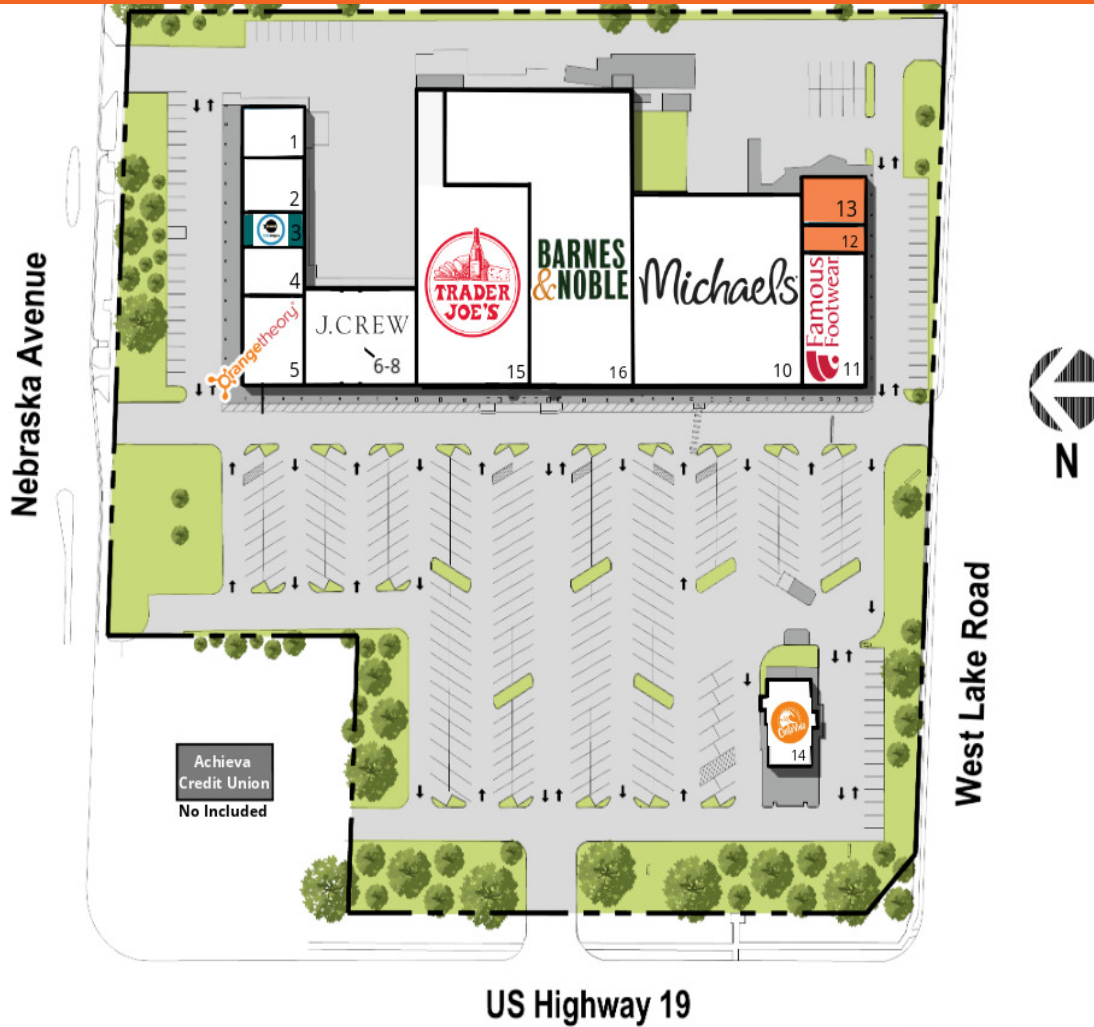 1
2
3
4
5
Orangetheory
J.CREW
6-8
TRADER
JOE'S
15
BARNES
&NOBLE
16
Michaels
10
13
12
Famous
Footwear
11
Nebraska Avenue
N
West Lake Road
Achieva
Credit Union
No Included
14
US Highway 19